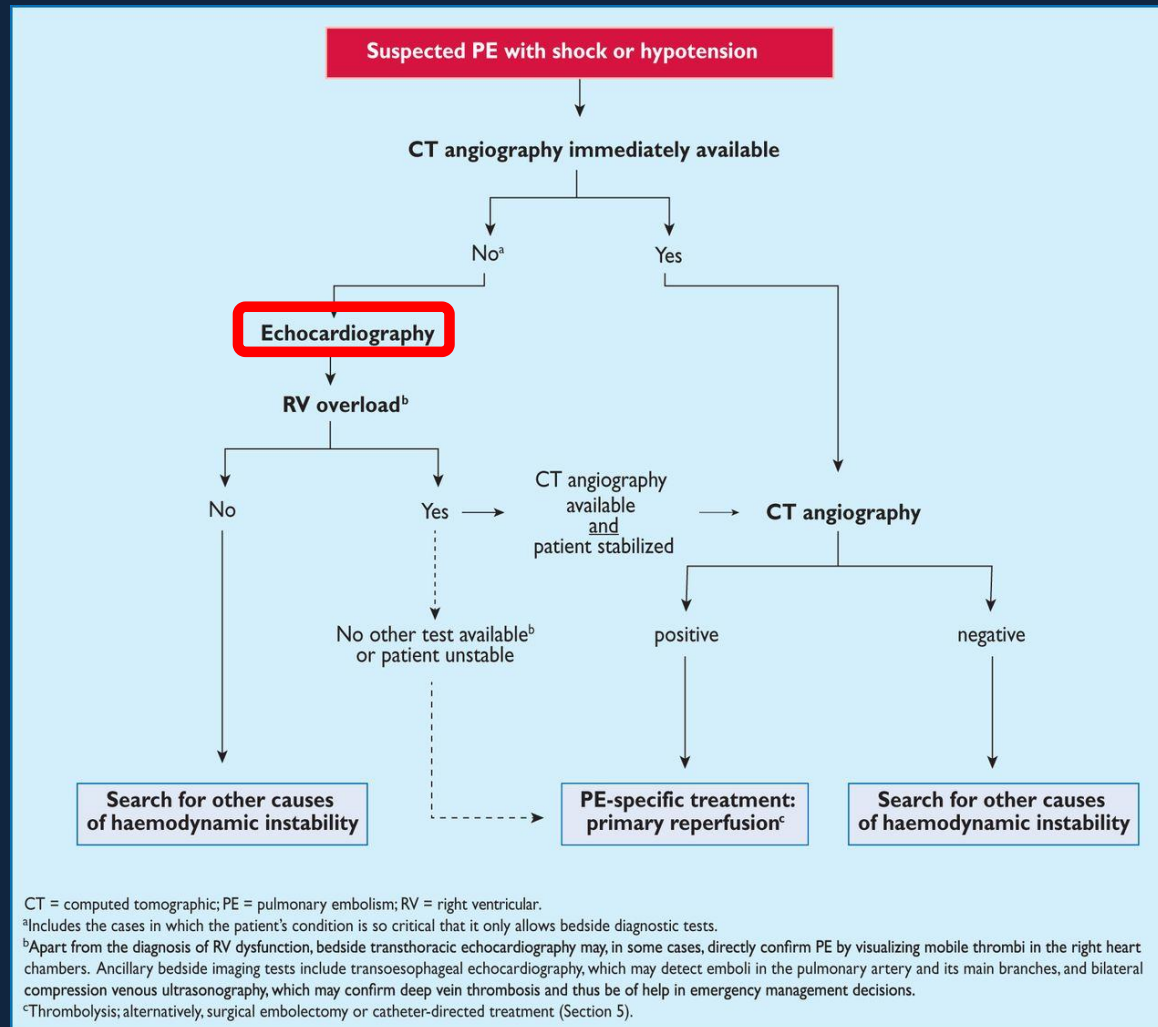 Suspected PE with shock or hypotension
CT angiography immediately available
Noᵃ
Yes
Echocardiography
RV overloadᵇ
No
Yes
CT angiography
available
and
patient stabilized
CT angiography
No other test availableᵇ
or patient unstable
positive
negative
Search for other causes
of haemodynamic instability
PE-specific treatment:
primary reperfusionᶜ
Search for other causes
of haemodynamic instability
CT = computed tomographic; PE = pulmonary embolism; RV = right ventricular.
ᵃIncludes the cases in which the patient's condition is so critical that it only allows bedside diagnostic tests.
ᵇApart from the diagnosis of RV dysfunction, bedside transthoracic echocardiography may, in some cases, directly confirm PE by visualizing mobile thrombi in the right heart
chambers. Ancillary bedside imaging tests include transoesophageal echocardiography, which may detect emboli in the pulmonary artery and its main branches, and bilateral
compression venous ultrasonography, which may confirm deep vein thrombosis and thus be of help in emergency management decisions.
ᶜThrombolysis; alternatively, surgical embolectomy or catheter-directed treatment (Section 5).